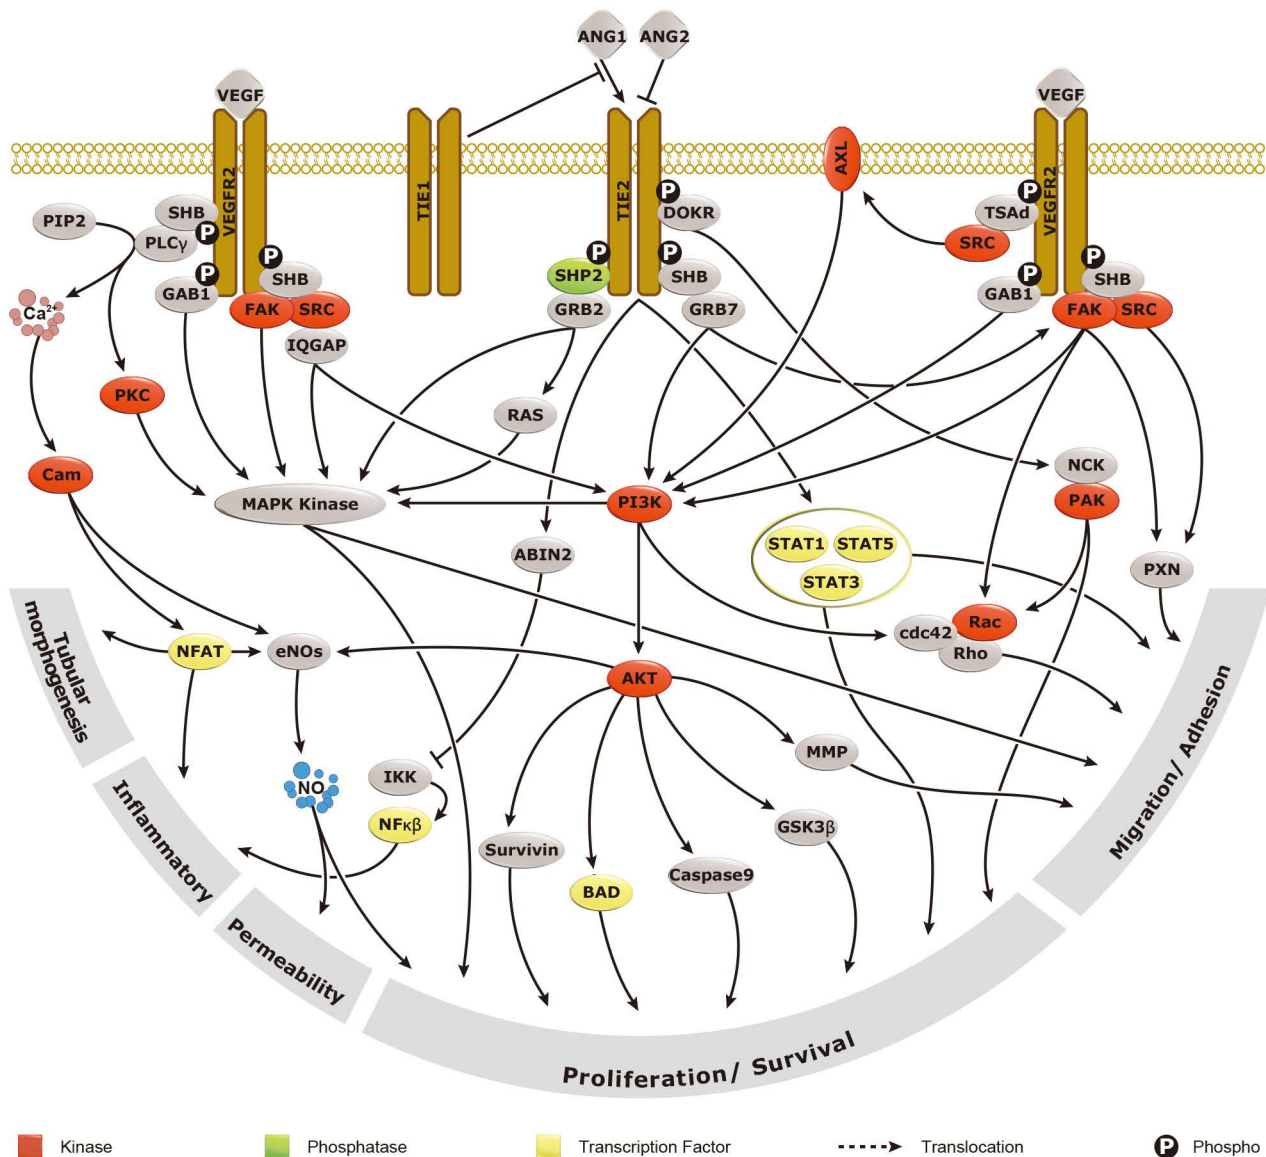 ANG1
ANG2
VEGF
VEGF
VEGFR2
TIE1
TIE2
AXL
VEGFR2
PIP2
SHB
PLCγ
P
P
GAB1
P
SHB
FAK
SRC
IQGAP
P
SHP2
GRB2
P
DOKR
P
SHB
GRB7
P
TSAd
SRC
P
GAB1
P
SHB
FAK
SRC
Ca2+
PKC
RAS
Cam
MAPK Kinase
PI3K
NCK
PAK
ABIN2
STAT1
STAT5
STAT3
PXN
NFAT
eNOs
cdc42
Rac
Rho
AKT
MMP
IKK
NO
NFκβ
Survivin
BAD
Caspase9
GSK3β
Tubular
morphogenesis
Inflammatory
Permeability
Proliferation/ Survival
Migration/ Adhesion
Kinase
Phosphatase
Transcription Factor
Translocation
P
Phospho